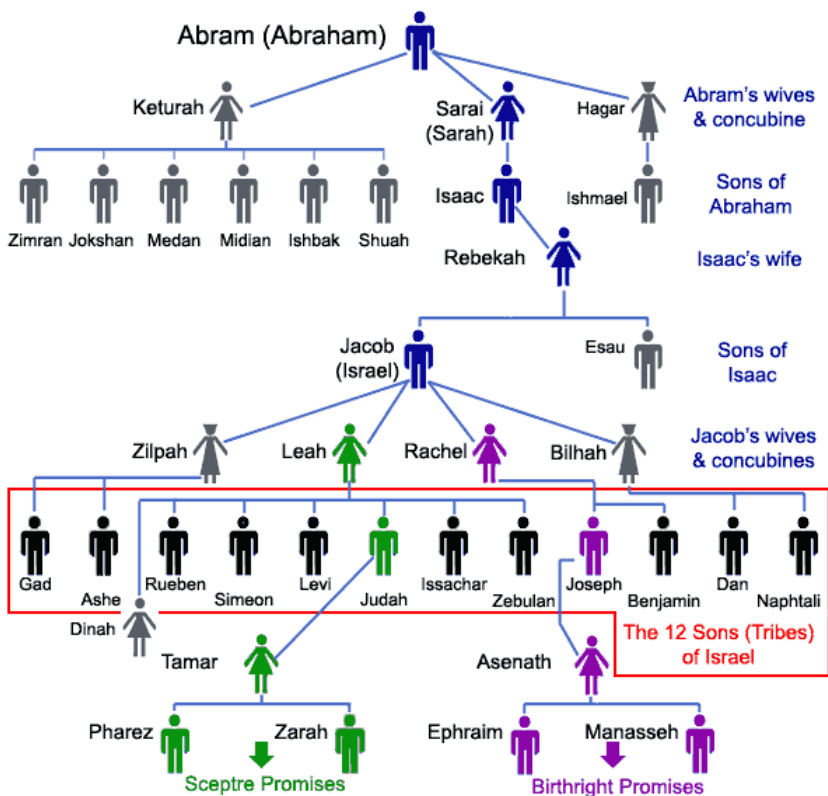 Abram (Abraham)
Keturah
Sarai
(Sarah)
Hagar
Abram's wives
& concubine
Zimran
Jokshan
Medan
Midian
Ishbak
Shuah
Isaac
Ishmael
Sons of
Abraham
Rebekah
Isaac's wife
Jacob
(Israel)
Esau
Sons of
Isaac
Zilpah
Leah
Rachel
Bilhah
Jacob's wives
& concubines
Gad
Ashe
Rueben
Simeon
Levi
Judah
Issachar
Zebulan
Joseph
Benjamin
Dan
Naphtali
Dinah
The 12 Sons (Tribes)
of Israel
Tamar
Asenath
Pharez
Zarah
Ephraim
Manasseh
Sceptre Promises
Birthright Promises